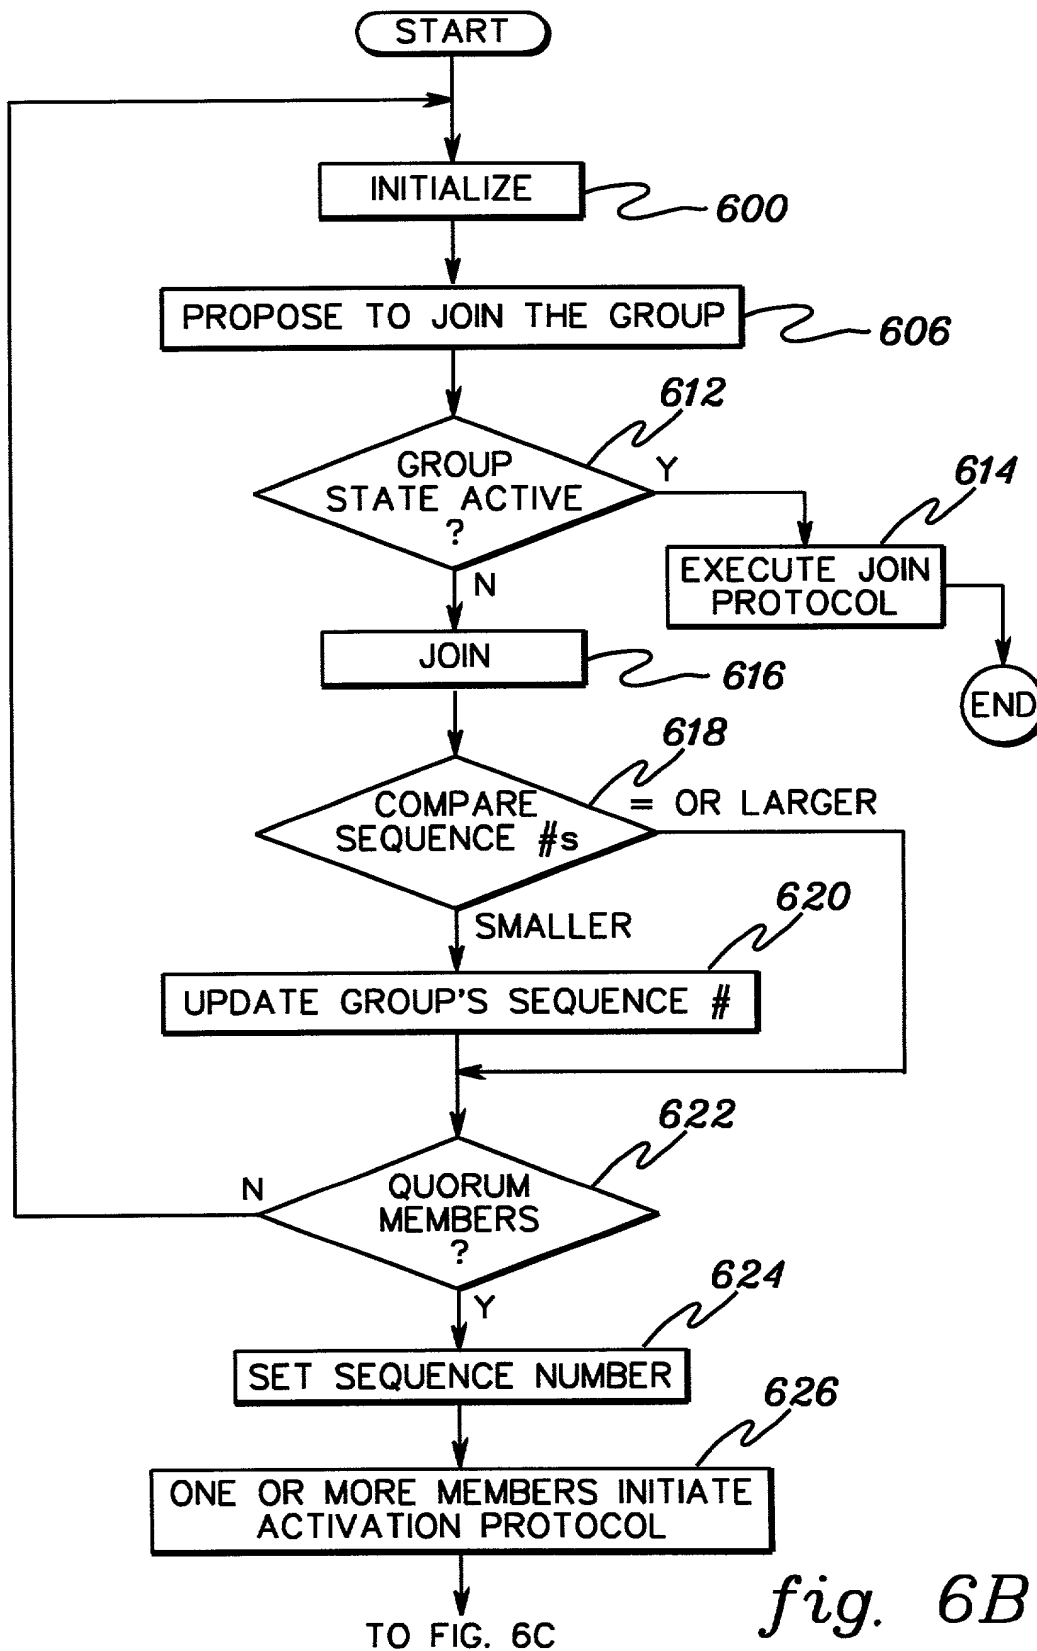 START
INITIALIZE
600
PROPOSE TO JOIN THE GROUP
606
612
GROUP
STATE ACTIVE
?
Y
N
614
EXECUTE JOIN
PROTOCOL
END
JOIN
616
618
COMPARE
SEQUENCE #s
= OR LARGER
SMALLER
620
UPDATE GROUP'S SEQUENCE #
622
N
QUORUM
MEMBERS
?
Y
624
SET SEQUENCE NUMBER
626
ONE OR MORE MEMBERS INITIATE
ACTIVATION PROTOCOL
TO FIG. 6C
fig. 6B